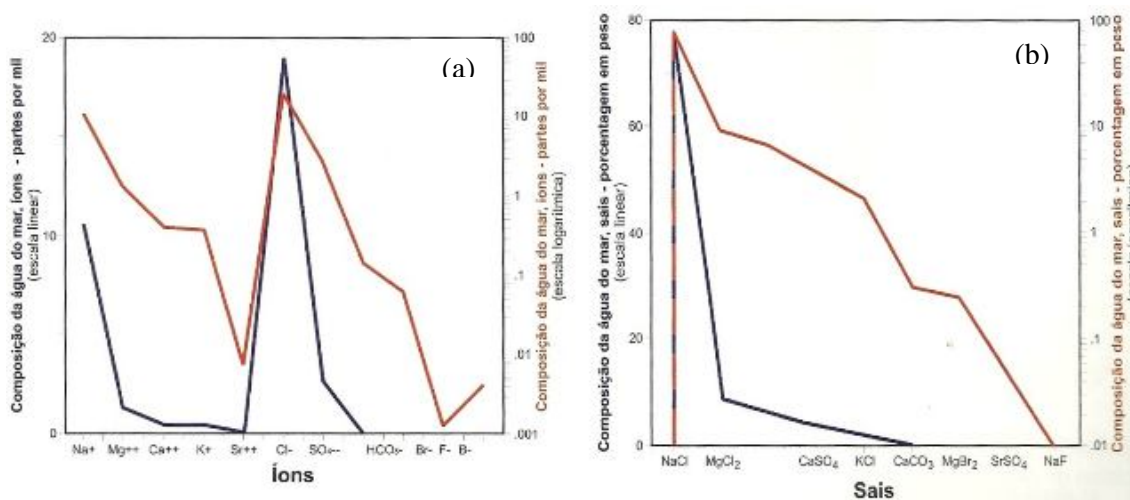 Composição da água do mar, íons - partes por mil
(escala linear)
20
10
0
(a)
100
10
1
.1
.01
.001
Composição da água do mar, íons - partes por mil
(escala logarítmica)
Na+ Mg++ Ca++ K+ Sr++ Cl- SO₄-- HCO₃- Br- F- B-
Íons
Composição da água do mar, sais - porcentagem em peso
(escala linear)
80
60
40
20
0
(b)
100
10
1
.1
.01
Composição da água do mar, sais - porcentagem em peso
NaCl MgCl₂ CaSO₄ KCl CaCO₃ MgBr₂ SrSO₄ NaF
Sais